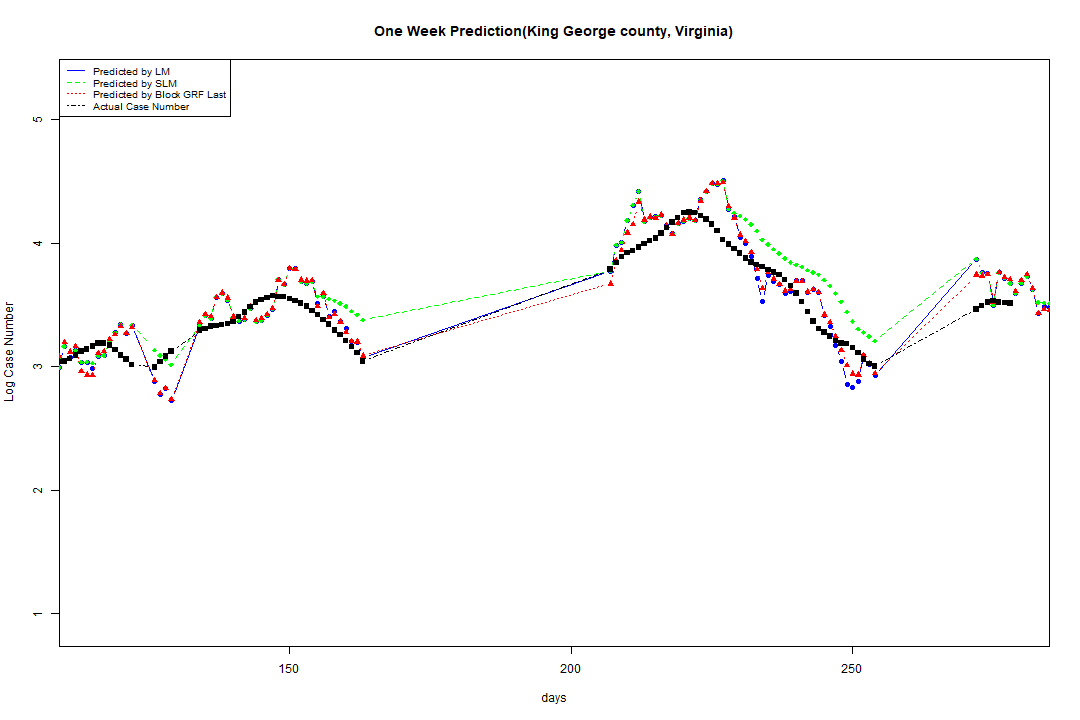 One Week Prediction(King George county, Virginia)
Predicted by LM
Predicted by SLM
Predicted by Block GRF Last
Actual Case Number
5
4
3
2
1
Log Case Number
150
200
250
days